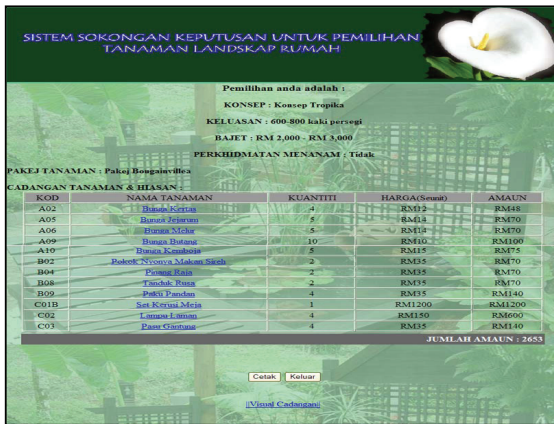 SISTEM SOKONGAN KEPUTUSAN UNTUK PEMILIHAN
TANAMAN LANDSKAP RUMAH
Pemilihan anda adalah :
KONSEP : Konsep Tropika
KELUASAN : 600-800 kaki persegi
BAJET : RM 2,000 - RM 3,000
PERKHIDMATAN MENANAM : Tidak
PAKEJ TANAMAN : Pakej Bongainvillea
CADANGAN TANAMAN & HIASAN :
KOD NAMA TANAMAN KUANTITI HARGA(Seunit) AMAUN
A02 Bunga Kertas 4 RM12 RM48
A05 Bunga Jejarum 5 RM14 RM70
A06 Bunga Melur 5 RM14 RM70
A09 Bunga Butang 10 RM10 RM100
A10 Bunga Kemboja 5 RM15 RM75
B02 Pokok Nyonya Makan Sireh 2 RM35 RM70
B04 Pinang Raja 2 RM35 RM70
B08 Tanduk Rusa 2 RM35 RM70
B09 Paku Pandan 4 RM35 RM140
C01B Set Kerusi Meja 1 RM1200 RM1200
C02 Lampu Laman 4 RM150 RM600
C03 Pasu Gantung 4 RM35 RM140
JUMLAH AMAUN : 2653
Cetak Keluar
||Visual Cadangan||